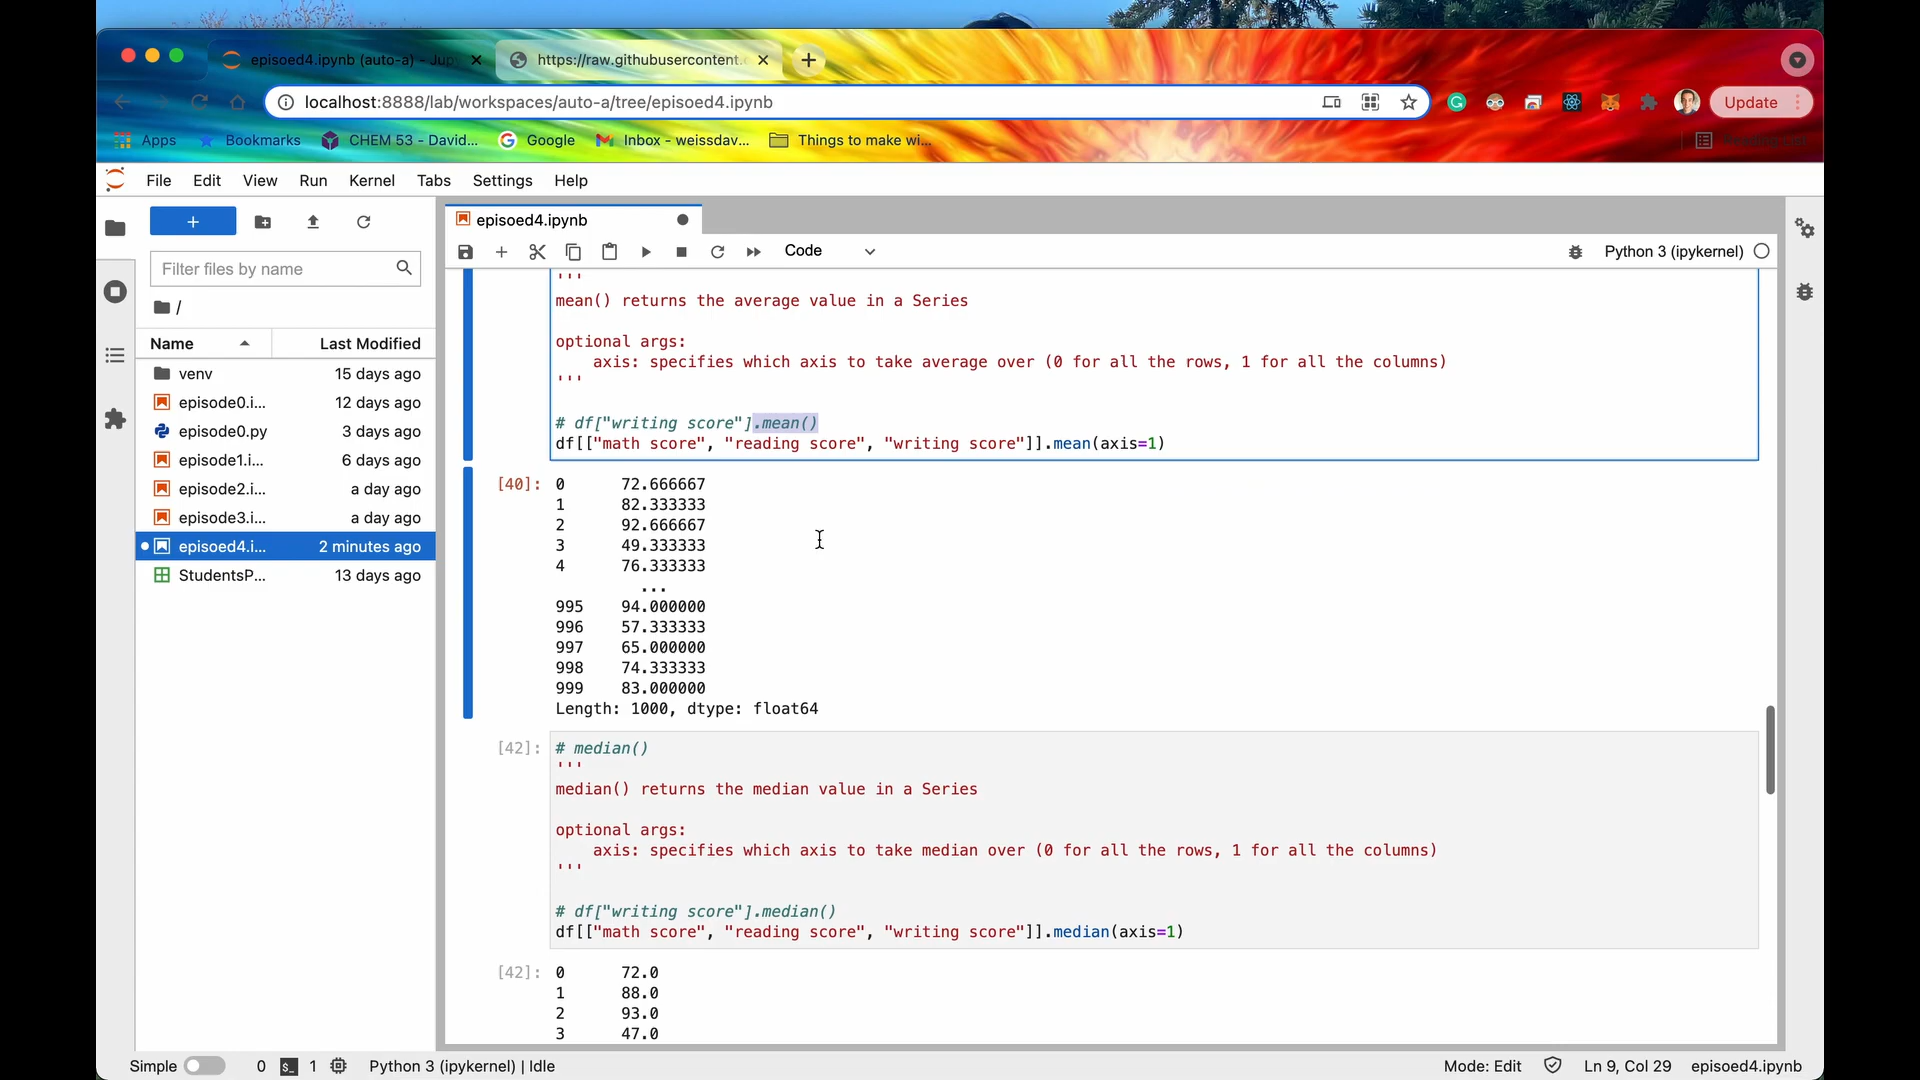 episoed4.ipynb (auto-a) - Jup
https://raw.githubusercontent.
localhost:8888/lab/workspaces/auto-a/tree/episoed4.ipynb
Update
Apps
Bookmarks
CHEM 53 - David...
Google
Inbox - weissdav...
Things to make wi...
Reading List
File Edit View Run Kernel Tabs Settings Help
+
Filter files by name
/
Name Last Modified
venv 15 days ago
episode0.i... 12 days ago
episode0.py 3 days ago
episode1.i... 6 days ago
episode2.i... a day ago
episode3.i... a day ago
episoed4.i... 2 minutes ago
StudentsP... 13 days ago
episoed4.ipynb
Code
Python 3 (ipykernel)
'''
mean() returns the average value in a Series
optional args:
axis: specifies which axis to take average over (0 for all the rows, 1 for all the columns)
'''
# df["writing score"].mean()
df[["math score", "reading score", "writing score"]].mean(axis=1)
[40]: 0 72.666667
1 82.333333
2 92.666667
3 49.333333
4 76.333333
...
995 94.000000
996 57.333333
997 65.000000
998 74.333333
999 83.000000
Length: 1000, dtype: float64
[42]: # median()
'''
median() returns the median value in a Series
optional args:
axis: specifies which axis to take median over (0 for all the rows, 1 for all the columns)
'''
# df["writing score"].median()
df[["math score", "reading score", "writing score"]].median(axis=1)
[42]: 0 72.0
1 88.0
2 93.0
3 47.0
Simple 0 $_ 1 Python 3 (ipykernel) | Idle
Mode: Edit Ln 9, Col 29 episoed4.ipynb